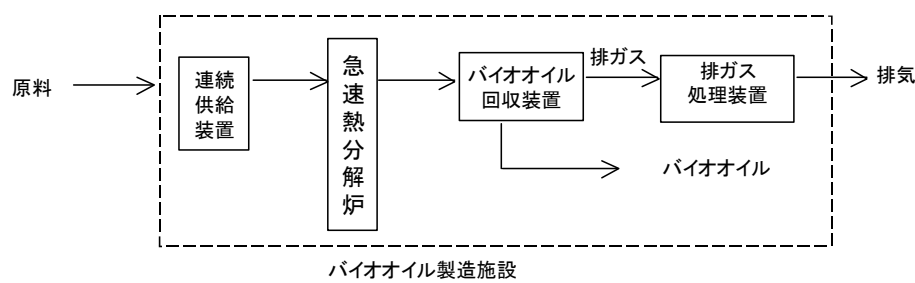 原料
連続
供給
装置
急速熱分解炉
バイオオイル
回収装置
排ガス
排ガス
処理装置
排気
バイオオイル
バイオオイル製造施設